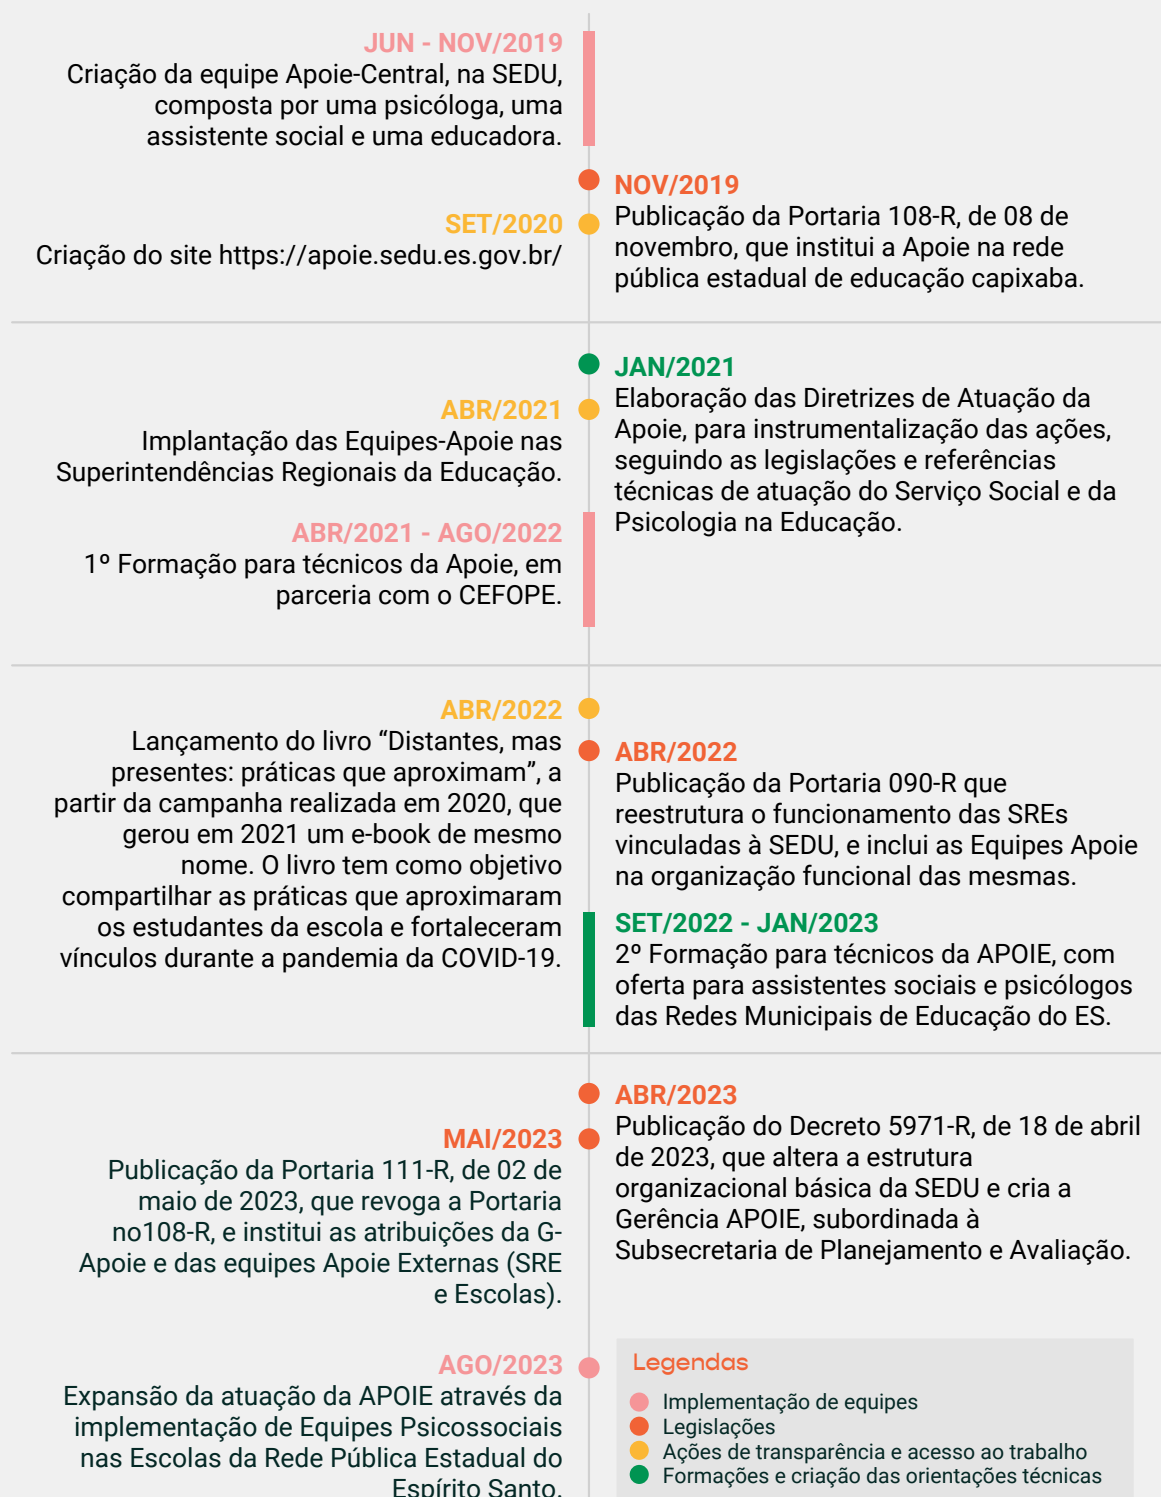 JUN - NOV/2019
Criação da equipe Apoie-Central, na SEDU,
composta por uma psicóloga, uma
assistente social e uma educadora.
NOV/2019
Publicação da Portaria 108-R, de 08 de
novembro, que institui a Apoie na rede
pública estadual de educação capixaba.
SET/2020
Criação do site https://apoie.sedu.es.gov.br/
JAN/2021
Elaboração das Diretrizes de Atuação da
Apoie, para instrumentalização das ações,
seguindo as legislações e referências
técnicas de atuação do Serviço Social e da
Psicologia na Educação.
ABR/2021
Implantação das Equipes-Apoie nas
Superintendências Regionais da Educação.
ABR/2021 - AGO/2022
1º Formação para técnicos da Apoie, em
parceria com o CEFOPE.
ABR/2022
Lançamento do livro “Distantes, mas
presentes: práticas que aproximam”, a
partir da campanha realizada em 2020, que
gerou em 2021 um e-book de mesmo
nome. O livro tem como objetivo
compartilhar as práticas que aproximaram
os estudantes da escola e fortaleceram
vínculos durante a pandemia da COVID-19.
ABR/2022
Publicação da Portaria 090-R que
reestrutura o funcionamento das SREs
vinculadas à SEDU, e inclui as Equipes Apoie
na organização funcional das mesmas.
SET/2022 - JAN/2023
2º Formação para técnicos da APOIE, com
oferta para assistentes sociais e psicólogos
das Redes Municipais de Educação do ES.
ABR/2023
Publicação do Decreto 5971-R, de 18 de abril
de 2023, que altera a estrutura
organizacional básica da SEDU e cria a
Gerência APOIE, subordinada à
Subsecretaria de Planejamento e Avaliação.
MAI/2023
Publicação da Portaria 111-R, de 02 de
maio de 2023, que revoga a Portaria
no108-R, e institui as atribuições da G-
Apoie e das equipes Apoie Externas (SRE
e Escolas).
AGO/2023
Expansão da atuação da APOIE através da
implementação de Equipes Psicossociais
nas Escolas da Rede Pública Estadual do
Espírito Santo.
Legendas
Implementação de equipes
Legislações
Ações de transparência e acesso ao trabalho
Formações e criação das orientações técnicas